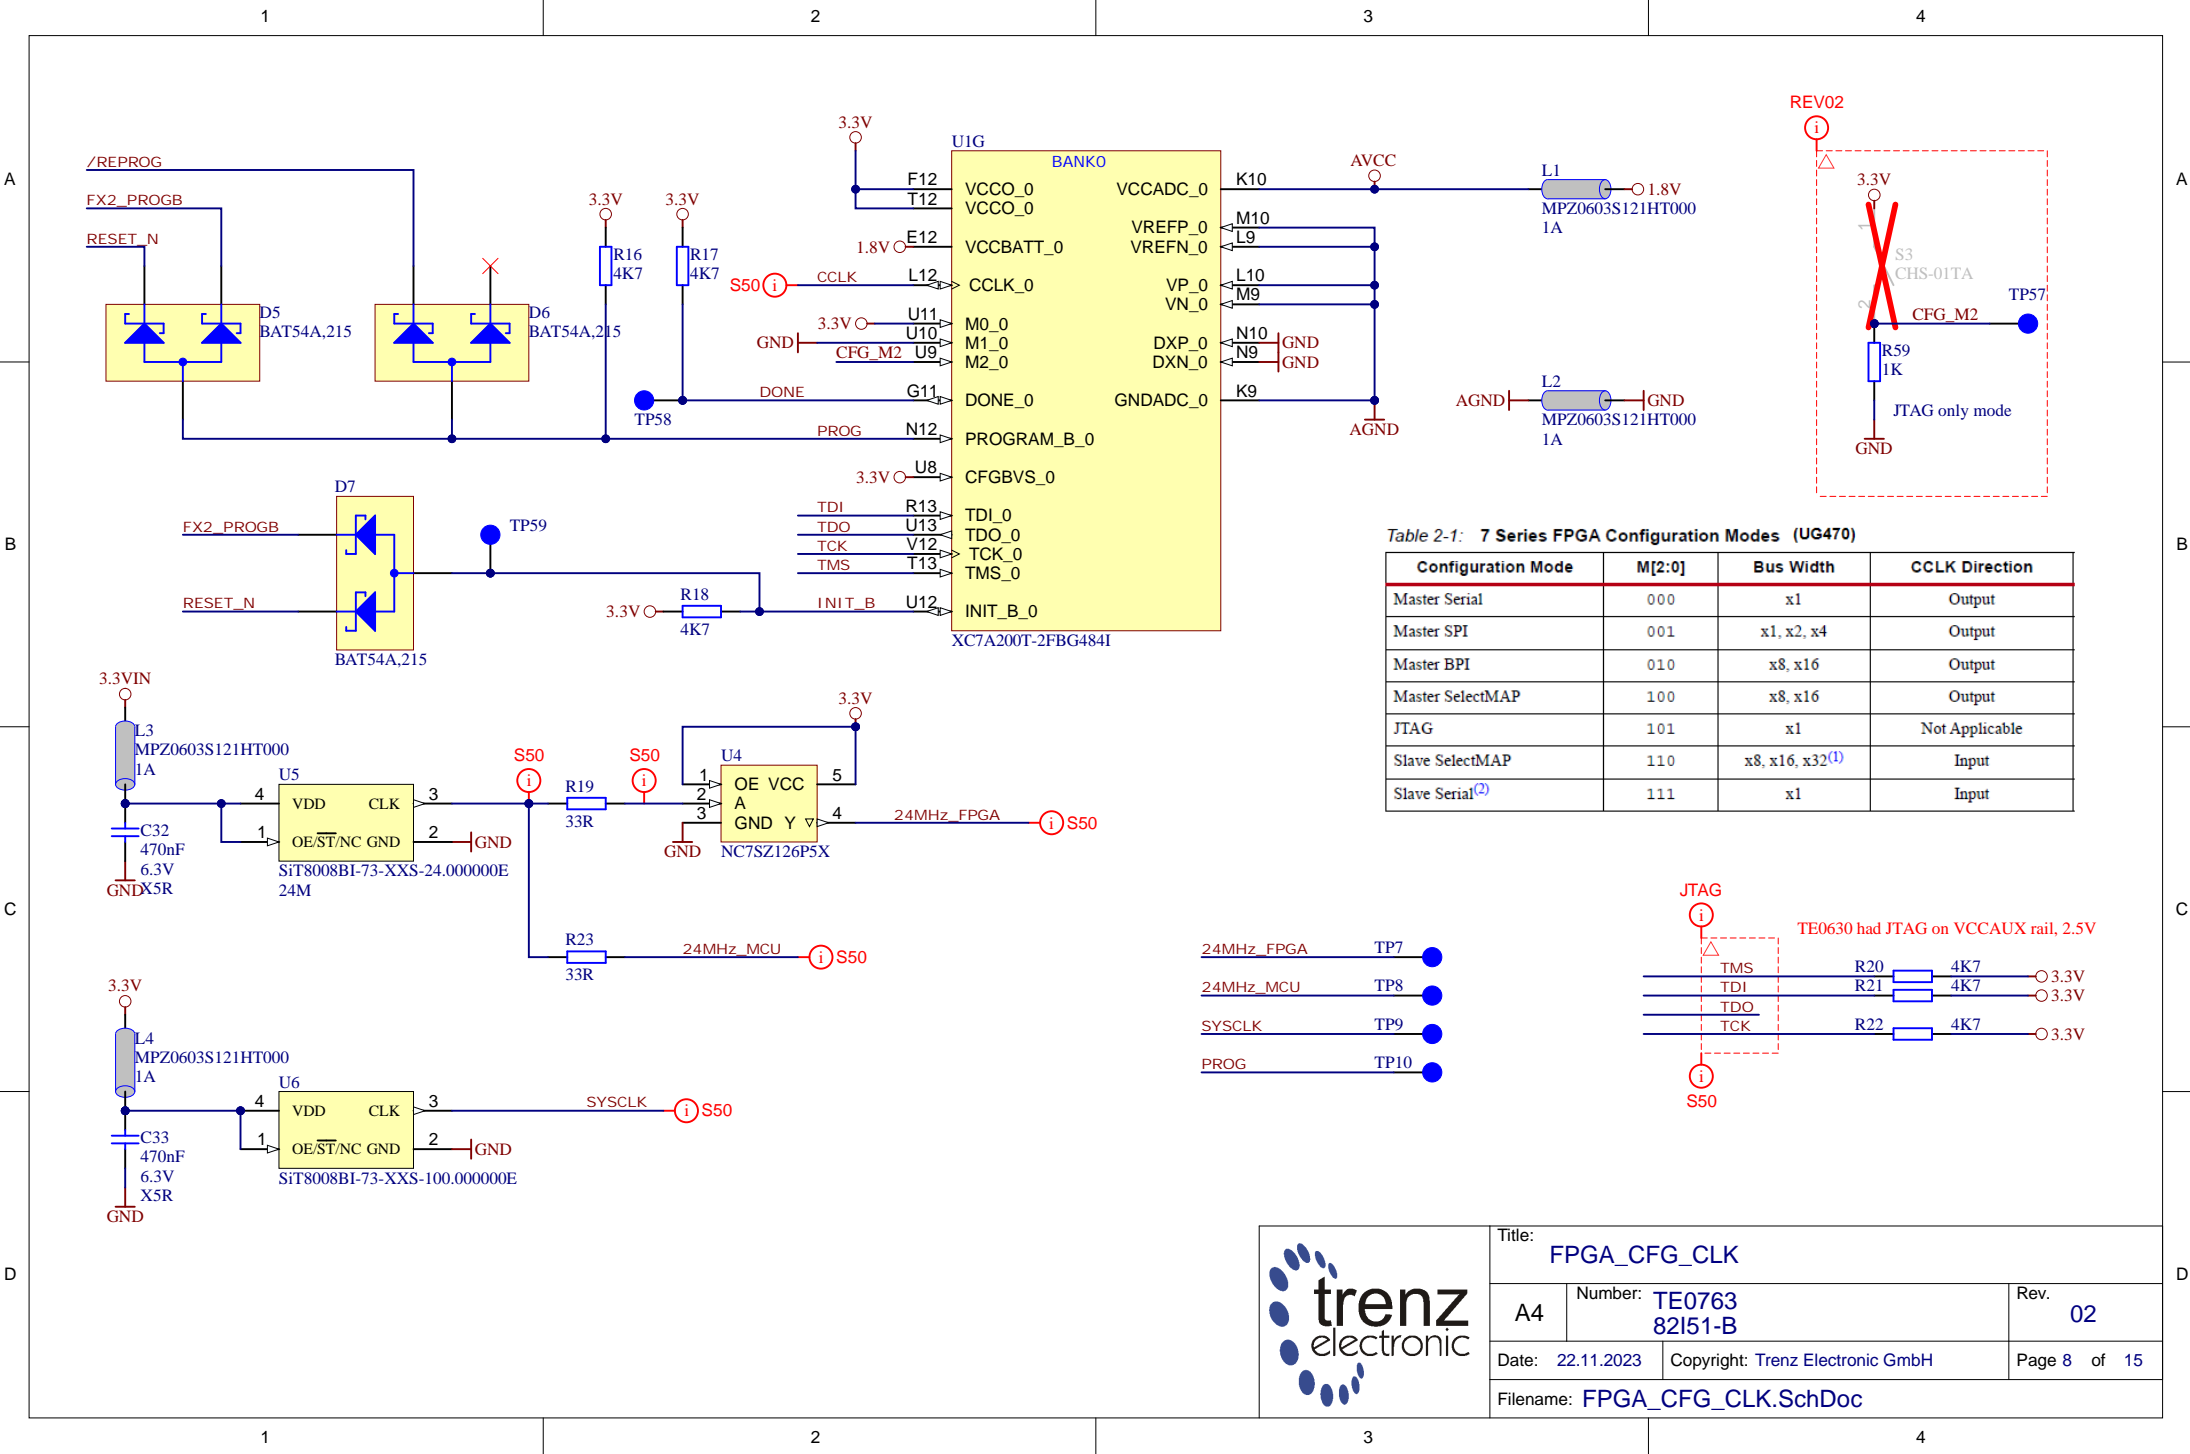 1 2 3 4
A
A
B
B
C
C
D
D
/REPROG
FX2_PROGB
RESET_N
D5
BAT54A,215
D6
BAT54A,215
3.3V
R16
4K7
3.3V
R17
4K7
TP58
3.3V
U1G
BANK0
F12 VCCO_0
T12 VCCO_0
1.8V E12 VCCBATT_0
S50 i CCLK L12 CCLK_0
3.3V U11 M0_0
GND U10 M1_0
CFG_M2 U9 M2_0
DONE G11 DONE_0
PROG N12 PROGRAM_B_0
3.3V U8 CFGBVS_0
TDI R13 TDI_0
TDO U13 TDO_0
TCK V12 TCK_0
TMS T13 TMS_0
INIT_B U12 INIT_B_0
XC7A200T-2FBG484I
VCCADC_0 K10
VREFP_0 M10
VREFN_0 L9
VP_0 L10
VN_0 M9
DXP_0 N10 GND
DXN_0 N9 GND
GNDADC_0 K9
AVCC
AGND
L1
1.8V
MPZ0603S121HT000
1A
L2
AGND GND
MPZ0603S121HT000
1A
REV02
i
3.3V
1
S3
CHS-01TA
2
TP57
CFG_M2
R59
1K
JTAG only mode
GND
D7
FX2_PROGB
RESET_N
BAT54A,215
TP59
3.3V
R18
4K7
Table 2-1: 7 Series FPGA Configuration Modes (UG470)
Configuration Mode M[2:0] Bus Width CCLK Direction
Master Serial 000 x1 Output
Master SPI 001 x1, x2, x4 Output
Master BPI 010 x8, x16 Output
Master SelectMAP 100 x8, x16 Output
JTAG 101 x1 Not Applicable
Slave SelectMAP 110 x8, x16, x32(1) Input
Slave Serial(2) 111 x1 Input
3.3VIN
L3
MPZ0603S121HT000
1A
C32
470nF
6.3V
X5R
GND
U5
4 VDD CLK 3
1 OE/ST/NC GND 2 GND
SiT8008BI-73-XXS-24.000000E
24M
S50
i
R19
33R
S50
i
3.3V
U4
1 OE VCC 5
2 A
3 GND Y 4
GND
NC7SZ126P5X
24MHz_FPGA i S50
R23
33R
24MHz_MCU i S50
3.3V
L4
MPZ0603S121HT000
1A
C33
470nF
6.3V
X5R
GND
U6
4 VDD CLK 3
1 OE/ST/NC GND 2 GND
SiT8008BI-73-XXS-100.000000E
SYSCLK i S50
24MHz_FPGA TP7
24MHz_MCU TP8
SYSCLK TP9
PROG TP10
JTAG
i
TE0630 had JTAG on VCCAUX rail, 2.5V
TMS R20 4K7 3.3V
TDI R21 4K7 3.3V
TDO
TCK R22 4K7 3.3V
i
S50
trenz
electronic
Title:
FPGA_CFG_CLK
A4
Number: TE0763
82I51-B
Rev.
02
Date: 22.11.2023
Copyright: Trenz Electronic GmbH
Page 8 of 15
Filename: FPGA_CFG_CLK.SchDoc
1 2 3 4